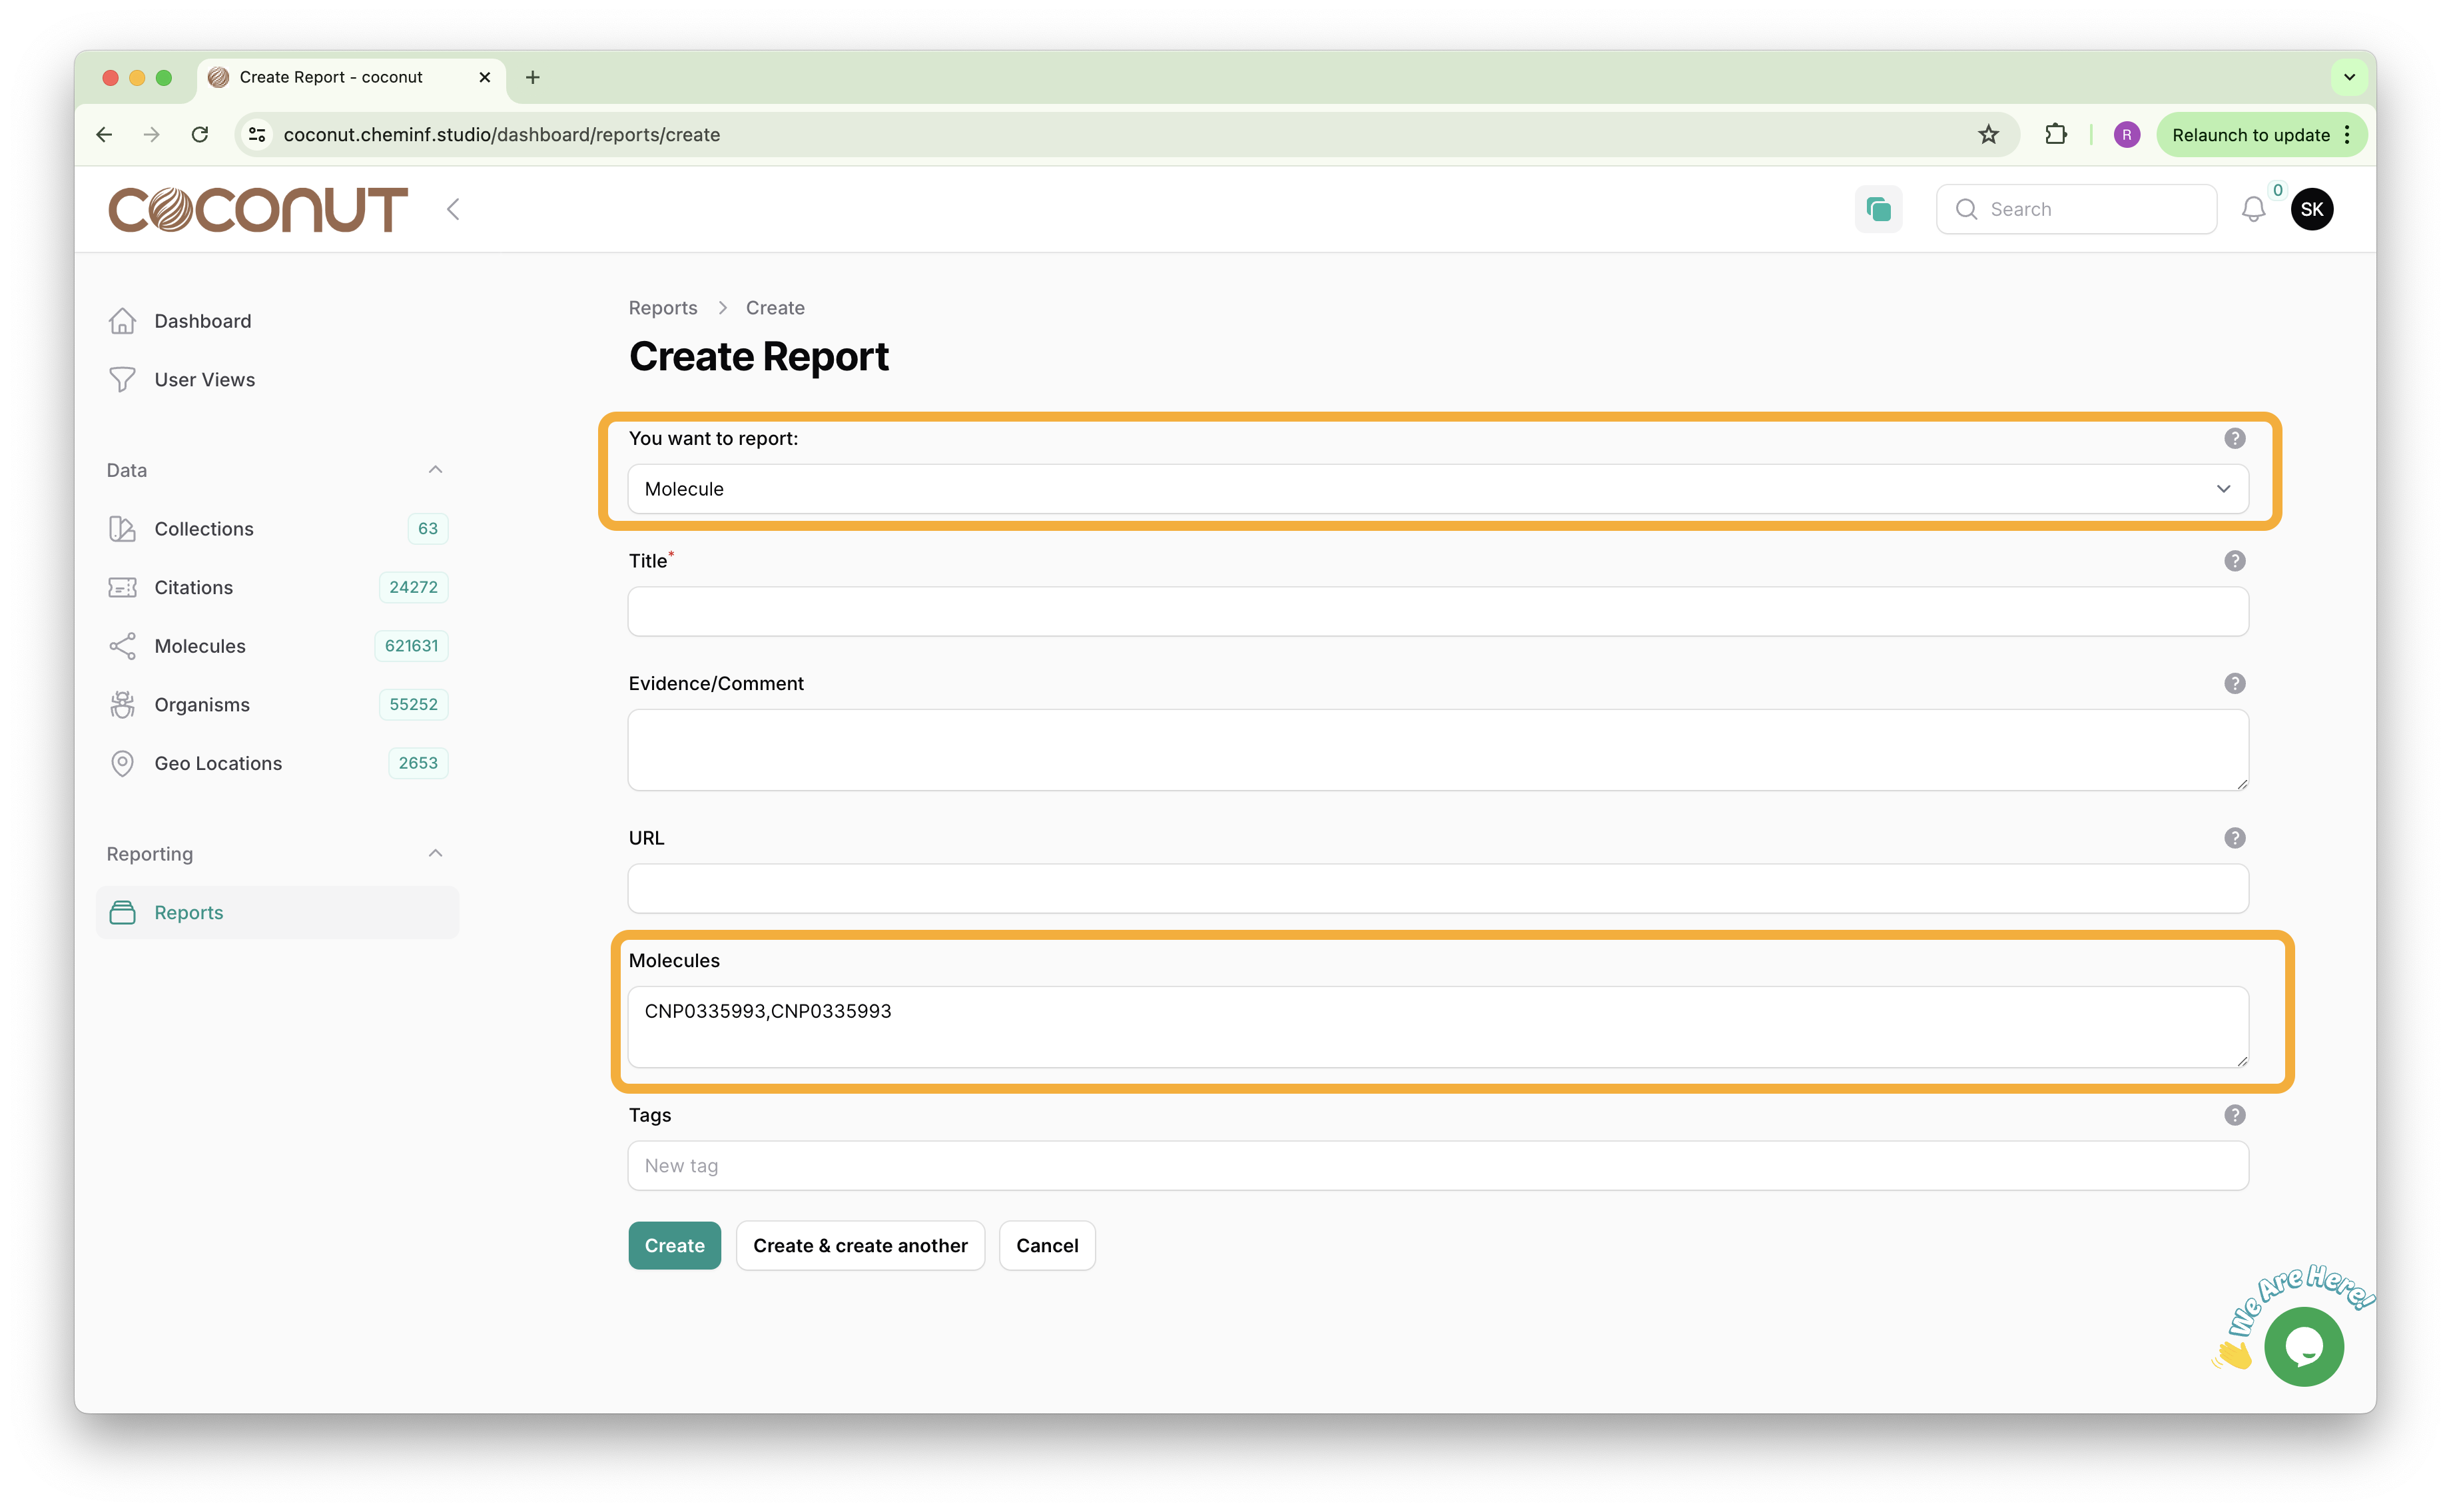 Create Report - coconut
coconut.cheminf.studio/dashboard/reports/create
R
Relaunch to update
COCONUT
Search
0
SK
Dashboard
User Views
Data
Collections 63
Citations 24272
Molecules 621631
Organisms 55252
Geo Locations 2653
Reporting
Reports
Reports > Create
Create Report
You want to report:
?
Molecule
Title*
?
Evidence/Comment
?
URL
?
Molecules
CNP0335993,CNP0335993
Tags
?
New tag
Create
Create & create another
Cancel
We Are Here!